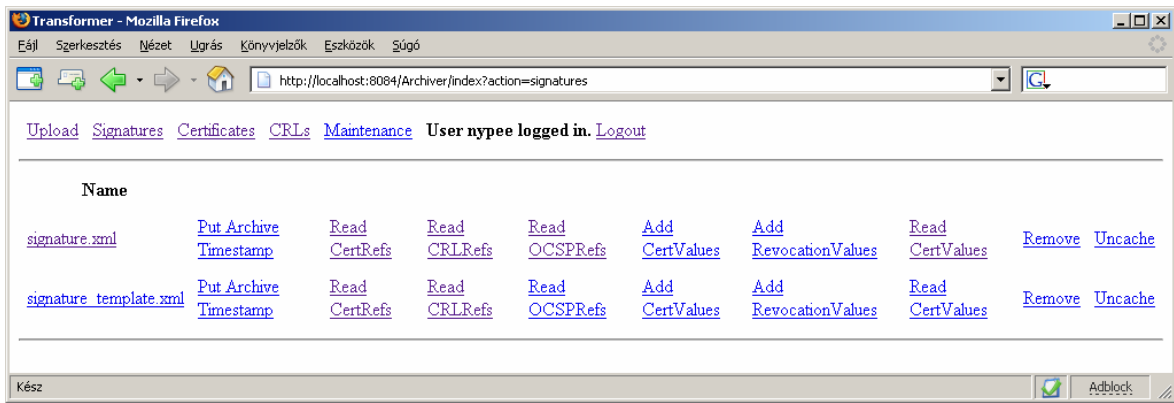 Transformer - Mozilla Firefox
Fájl Szerkesztés Nézet Ugrás Könyvjelzők Eszközök Súgó
http://localhost:8084/Archiver/index?action=signatures
Upload Signatures Certificates CRLs Maintenance User nypee logged in. Logout
Name
signature.xml Put Archive Timestamp Read CertRefs Read CRLRefs Read OCSPRefs Add CertValues Add RevocationValues Read CertValues Remove Uncache
signature_template.xml Put Archive Timestamp Read CertRefs Read CRLRefs Read OCSPRefs Add CertValues Add RevocationValues Read CertValues Remove Uncache
Kész Adblock